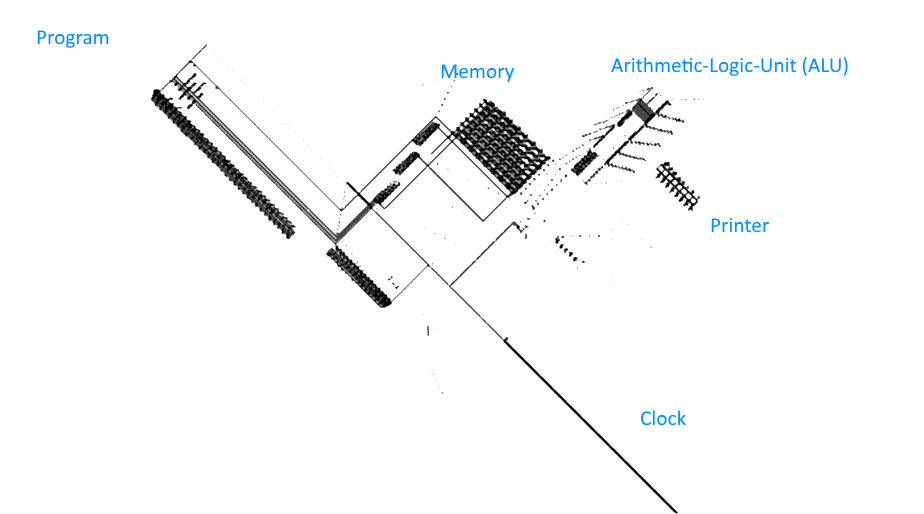 Program
Memory
Arithmetic-Logic-Unit (ALU)
Printer
Clock